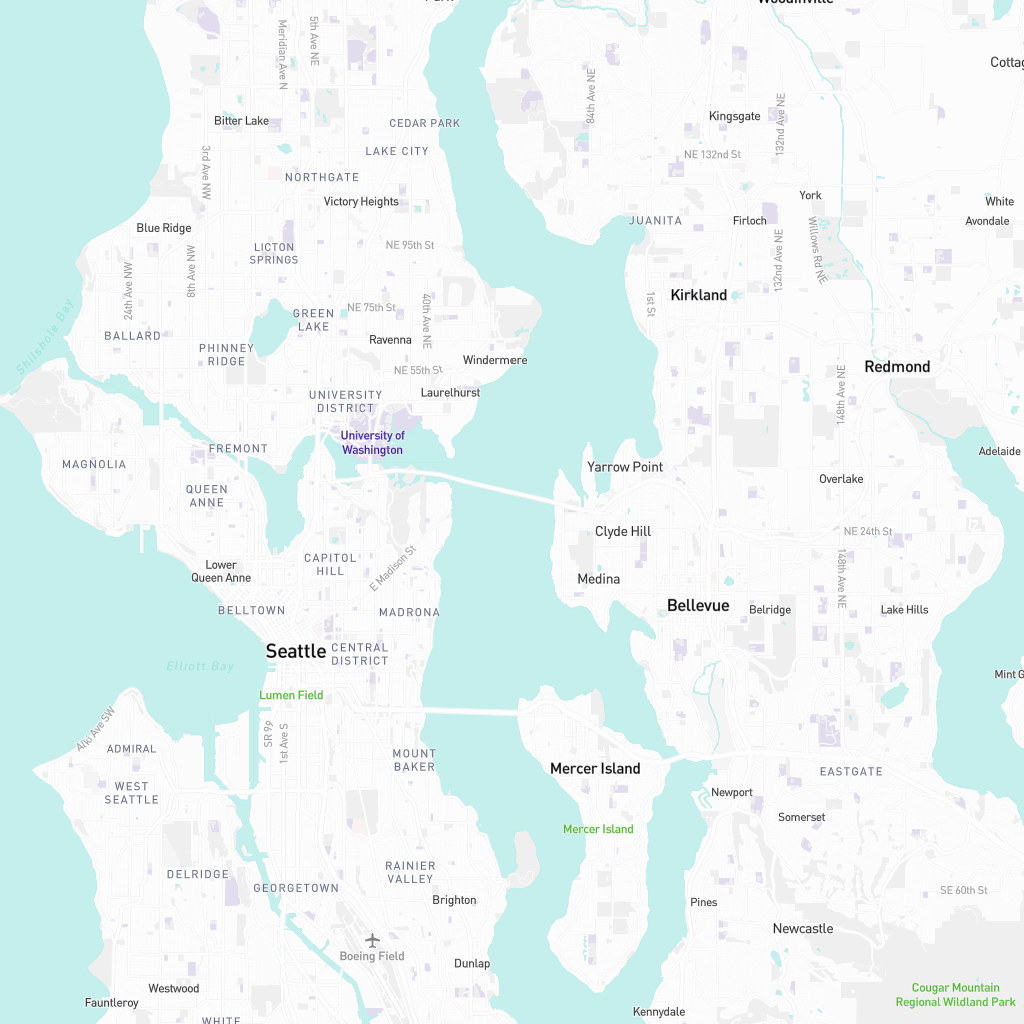 Woodinville
Park
5th Ave NE
Meridian Ave N
Cottag
84th Ave NE
132nd Ave NE
Kingsgate
Bitter Lake
CEDAR PARK
LAKE CITY
NE 132nd St
3rd Ave NW
NORTHGATE
Victory Heights
York
White
Avondale
JUANITA
Firloch
Blue Ridge
Willows Rd NE
NE 95th St
LICTON
SPRINGS
132nd Ave NE
8th Ave NW
24th Ave NW
Kirkland
1st St
NE 75th St
40th Ave NE
GREEN
LAKE
Shilshole Bay
BALLARD
Ravenna
PHINNEY
RIDGE
Windermere
Redmond
NE 55th St
148th Ave NE
Laurelhurst
UNIVERSITY
DISTRICT
University of
Washington
FREMONT
Adelaide
MAGNOLIA
Yarrow Point
Overlake
QUEEN
ANNE
Clyde Hill
NE 24th St
CAPITOL
HILL
E Madison St
Lower
Queen Anne
Medina
148th Ave NE
BELLTOWN
MADRONA
Bellevue
Belridge
Lake Hills
Seattle
CENTRAL
DISTRICT
Elliott Bay
Mint G
Lumen Field
Alki Ave SW
SR 99
1st Ave S
ADMIRAL
MOUNT
BAKER
Mercer Island
EASTGATE
WEST
SEATTLE
Newport
Somerset
Mercer Island
RAINIER
VALLEY
DELRIDGE
GEORGETOWN
SE 60th St
Brighton
Pines
Newcastle
Boeing Field
Dunlap
Westwood
Fauntleroy
Cougar Mountain
Regional Wildland Park
Kennydale
WHITE